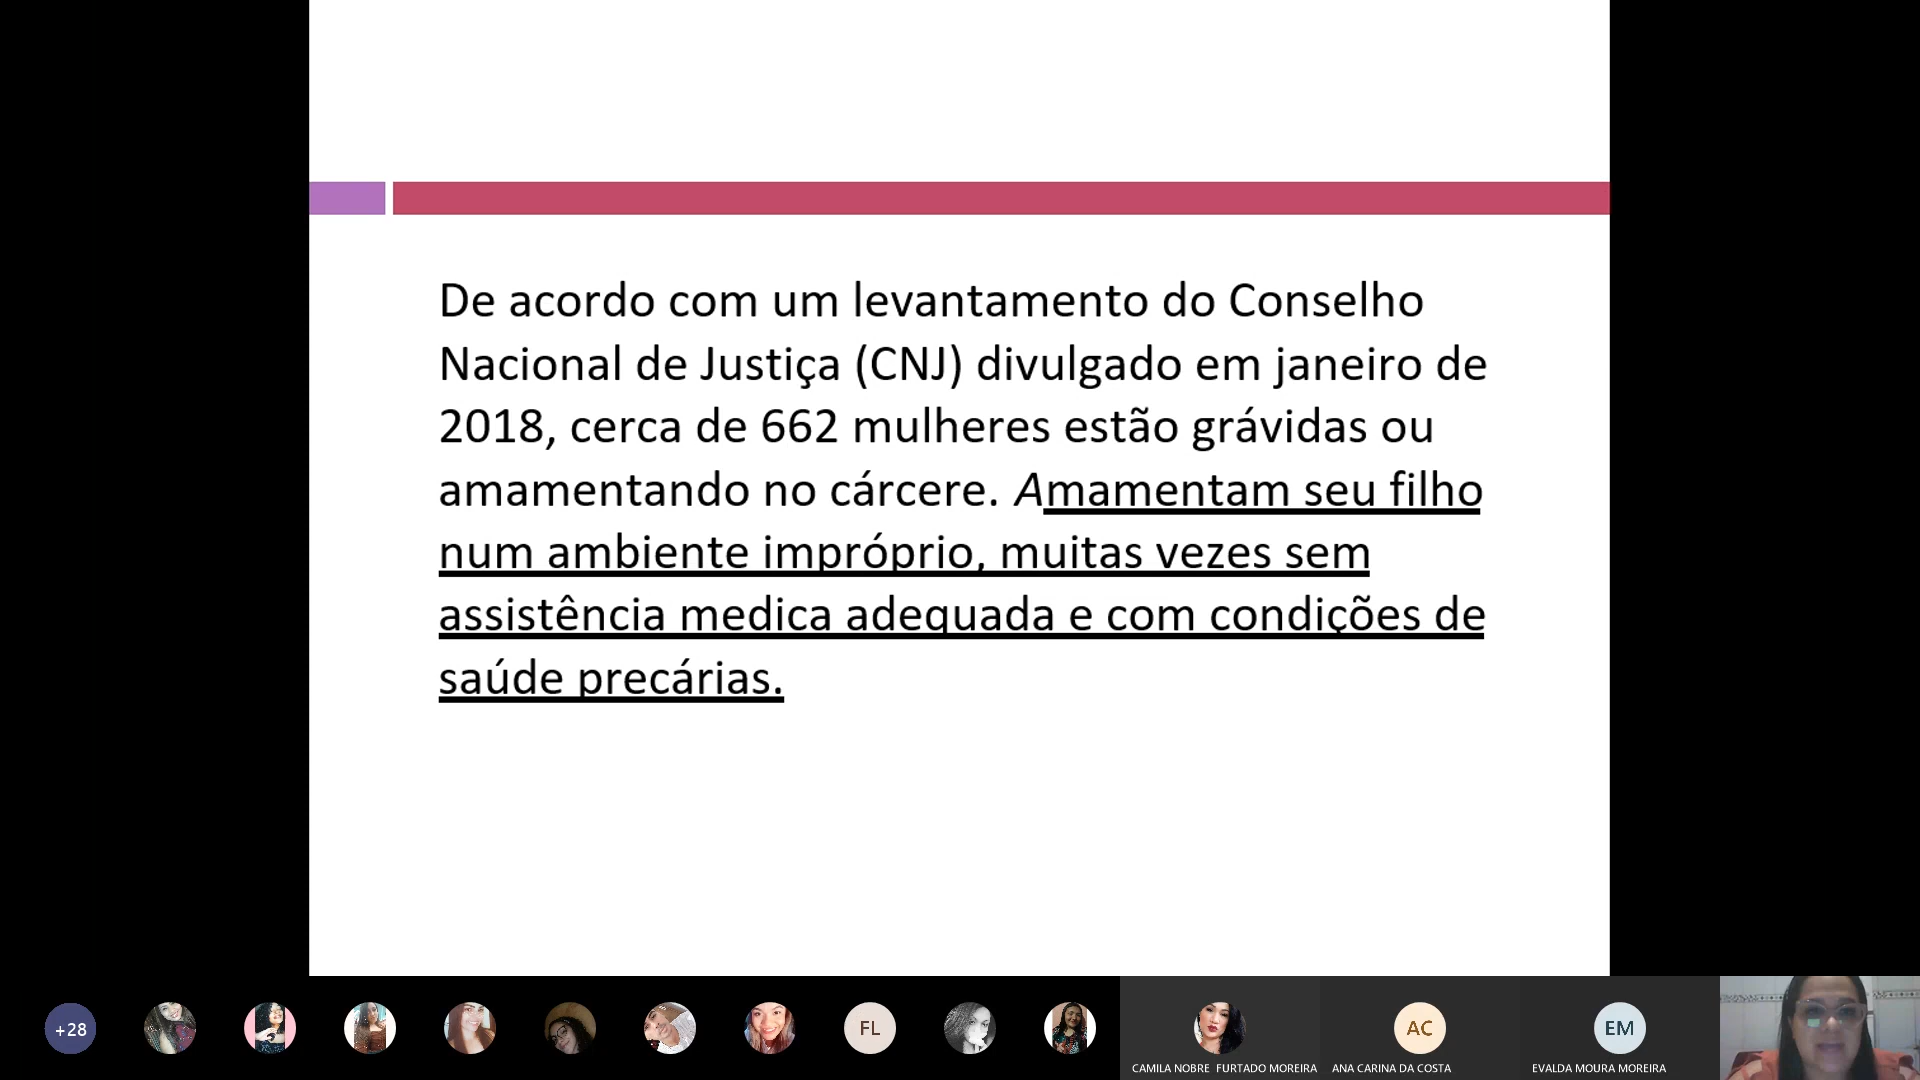 De acordo com um levantamento do Conselho
Nacional de Justiça (CNJ) divulgado em janeiro de
2018, cerca de 662 mulheres estão grávidas ou
amamentando no cárcere. Amamentam seu filho
num ambiente impróprio, muitas vezes sem
assistência medica adequada e com condições de
saúde precárias.
+28
FL
AC
EM
CAMILA NOBRE FURTADO MOREIRA
ANA CARINA DA COSTA
EVALDA MOURA MOREIRA